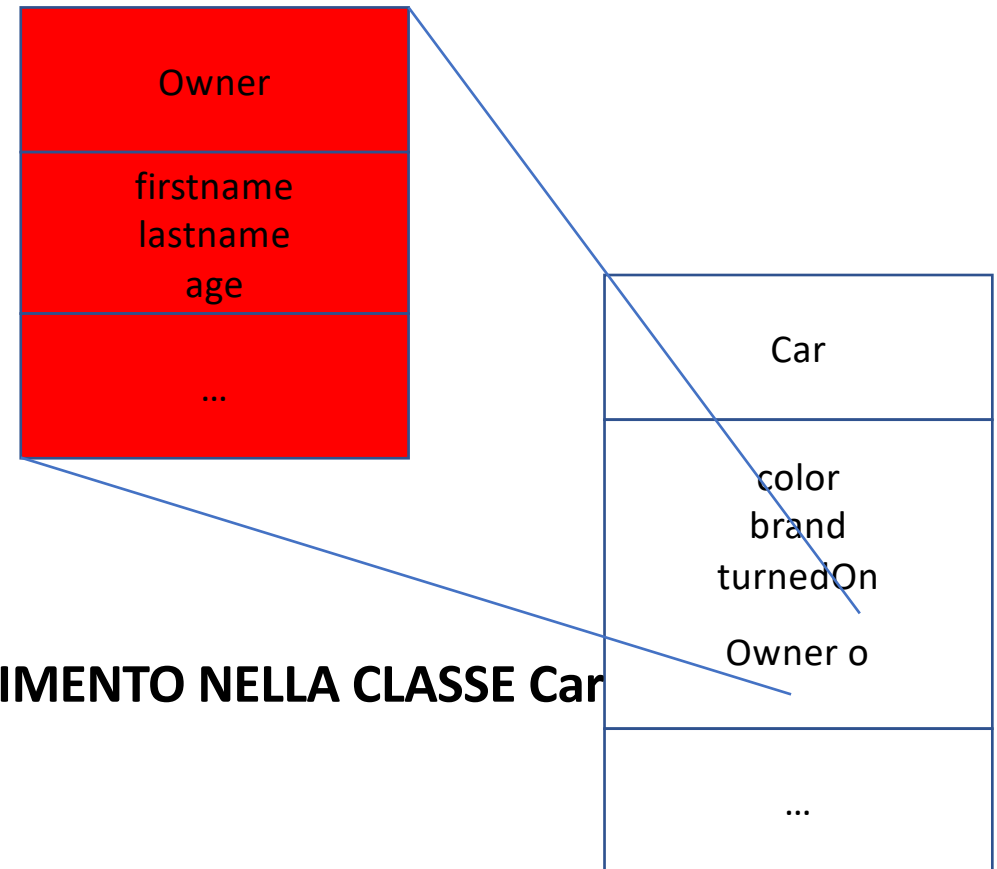 Owner
firstname
lastname
age
...
Car
color
brand
turnedOn
Owner o
IMENTO NELLA CLASSE Car
...